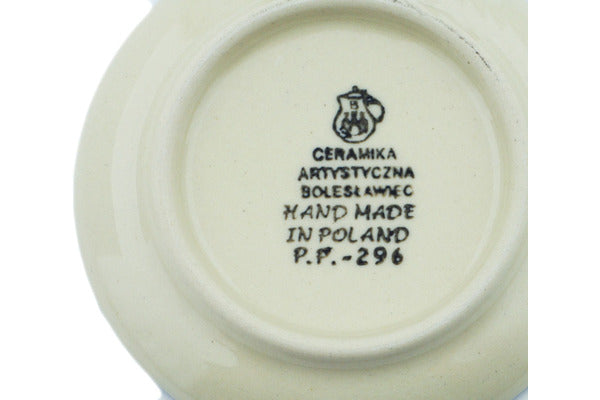 B
CERAMIKA
ARTYSTYCZNA
BOLESŁAWIEC
HAND MADE
IN POLAND
P.F.-296